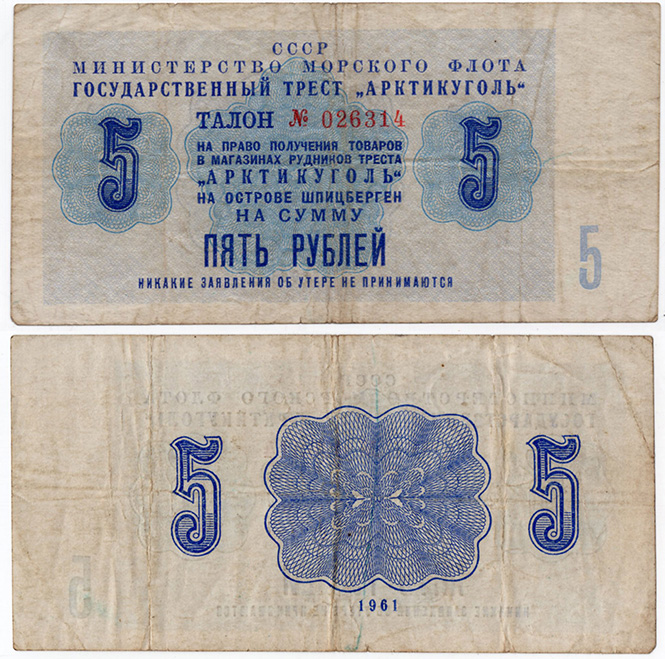 СССР
МИНИСТЕРСТВО МОРСКОГО ФЛОТА
ГОСУДАРСТВЕННЫЙ ТРЕСТ „АРКТИКУГОЛЬ“
ТАЛОН № 026314
5
5
НА ПРАВО ПОЛУЧЕНИЯ ТОВАРОВ
В МАГАЗИНАХ РУДНИКОВ ТРЕСТА
„АРКТИКУГОЛЬ“
НА ОСТРОВЕ ШПИЦБЕРГЕН
НА СУММУ
ПЯТЬ РУБЛЕЙ
5
НИКАКИЕ ЗАЯВЛЕНИЯ ОБ УТЕРЕ НЕ ПРИНИМАЮТСЯ
5
5
1961